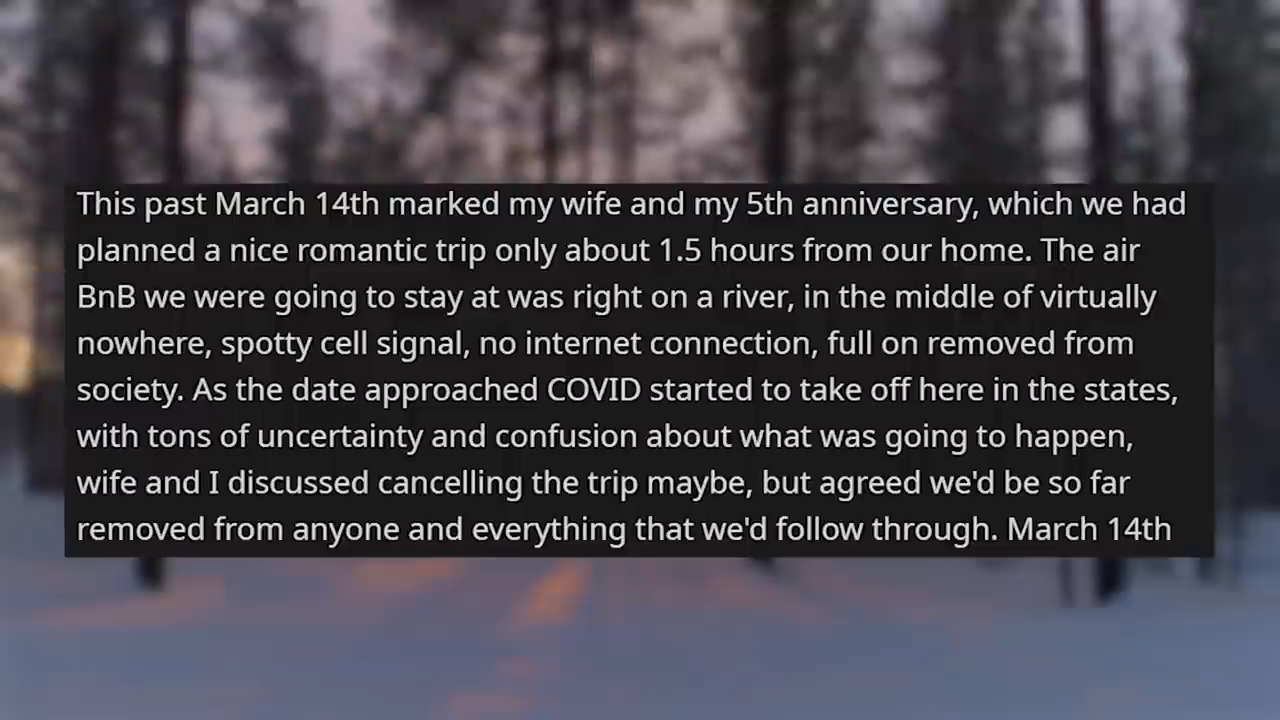 This past March 14th marked my wife and my 5th anniversary, which we had
planned a nice romantic trip only about 1.5 hours from our home. The air
BnB we were going to stay at was right on a river, in the middle of virtually
nowhere, spotty cell signal, no internet connection, full on removed from
society. As the date approached COVID started to take off here in the states,
with tons of uncertainty and confusion about what was going to happen,
wife and I discussed cancelling the trip maybe, but agreed we'd be so far
removed from anyone and everything that we'd follow through. March 14th